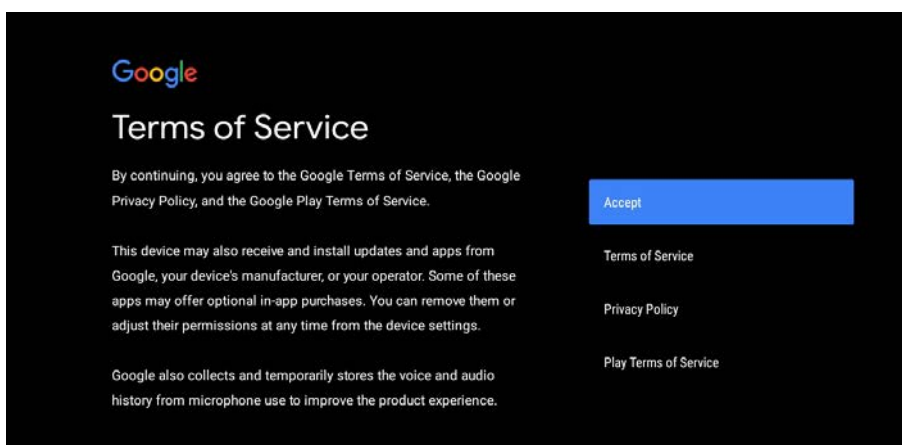 Google
Terms of Service
By continuing, you agree to the Google Terms of Service, the Google
Privacy Policy, and the Google Play Terms of Service.
This device may also receive and install updates and apps from
Google, your device's manufacturer, or your operator. Some of these
apps may offer optional in-app purchases. You can remove them or
adjust their permissions at any time from the device settings.
Google also collects and temporarily stores the voice and audio
history from microphone use to improve the product experience.
Accept
Terms of Service
Privacy Policy
Play Terms of Service